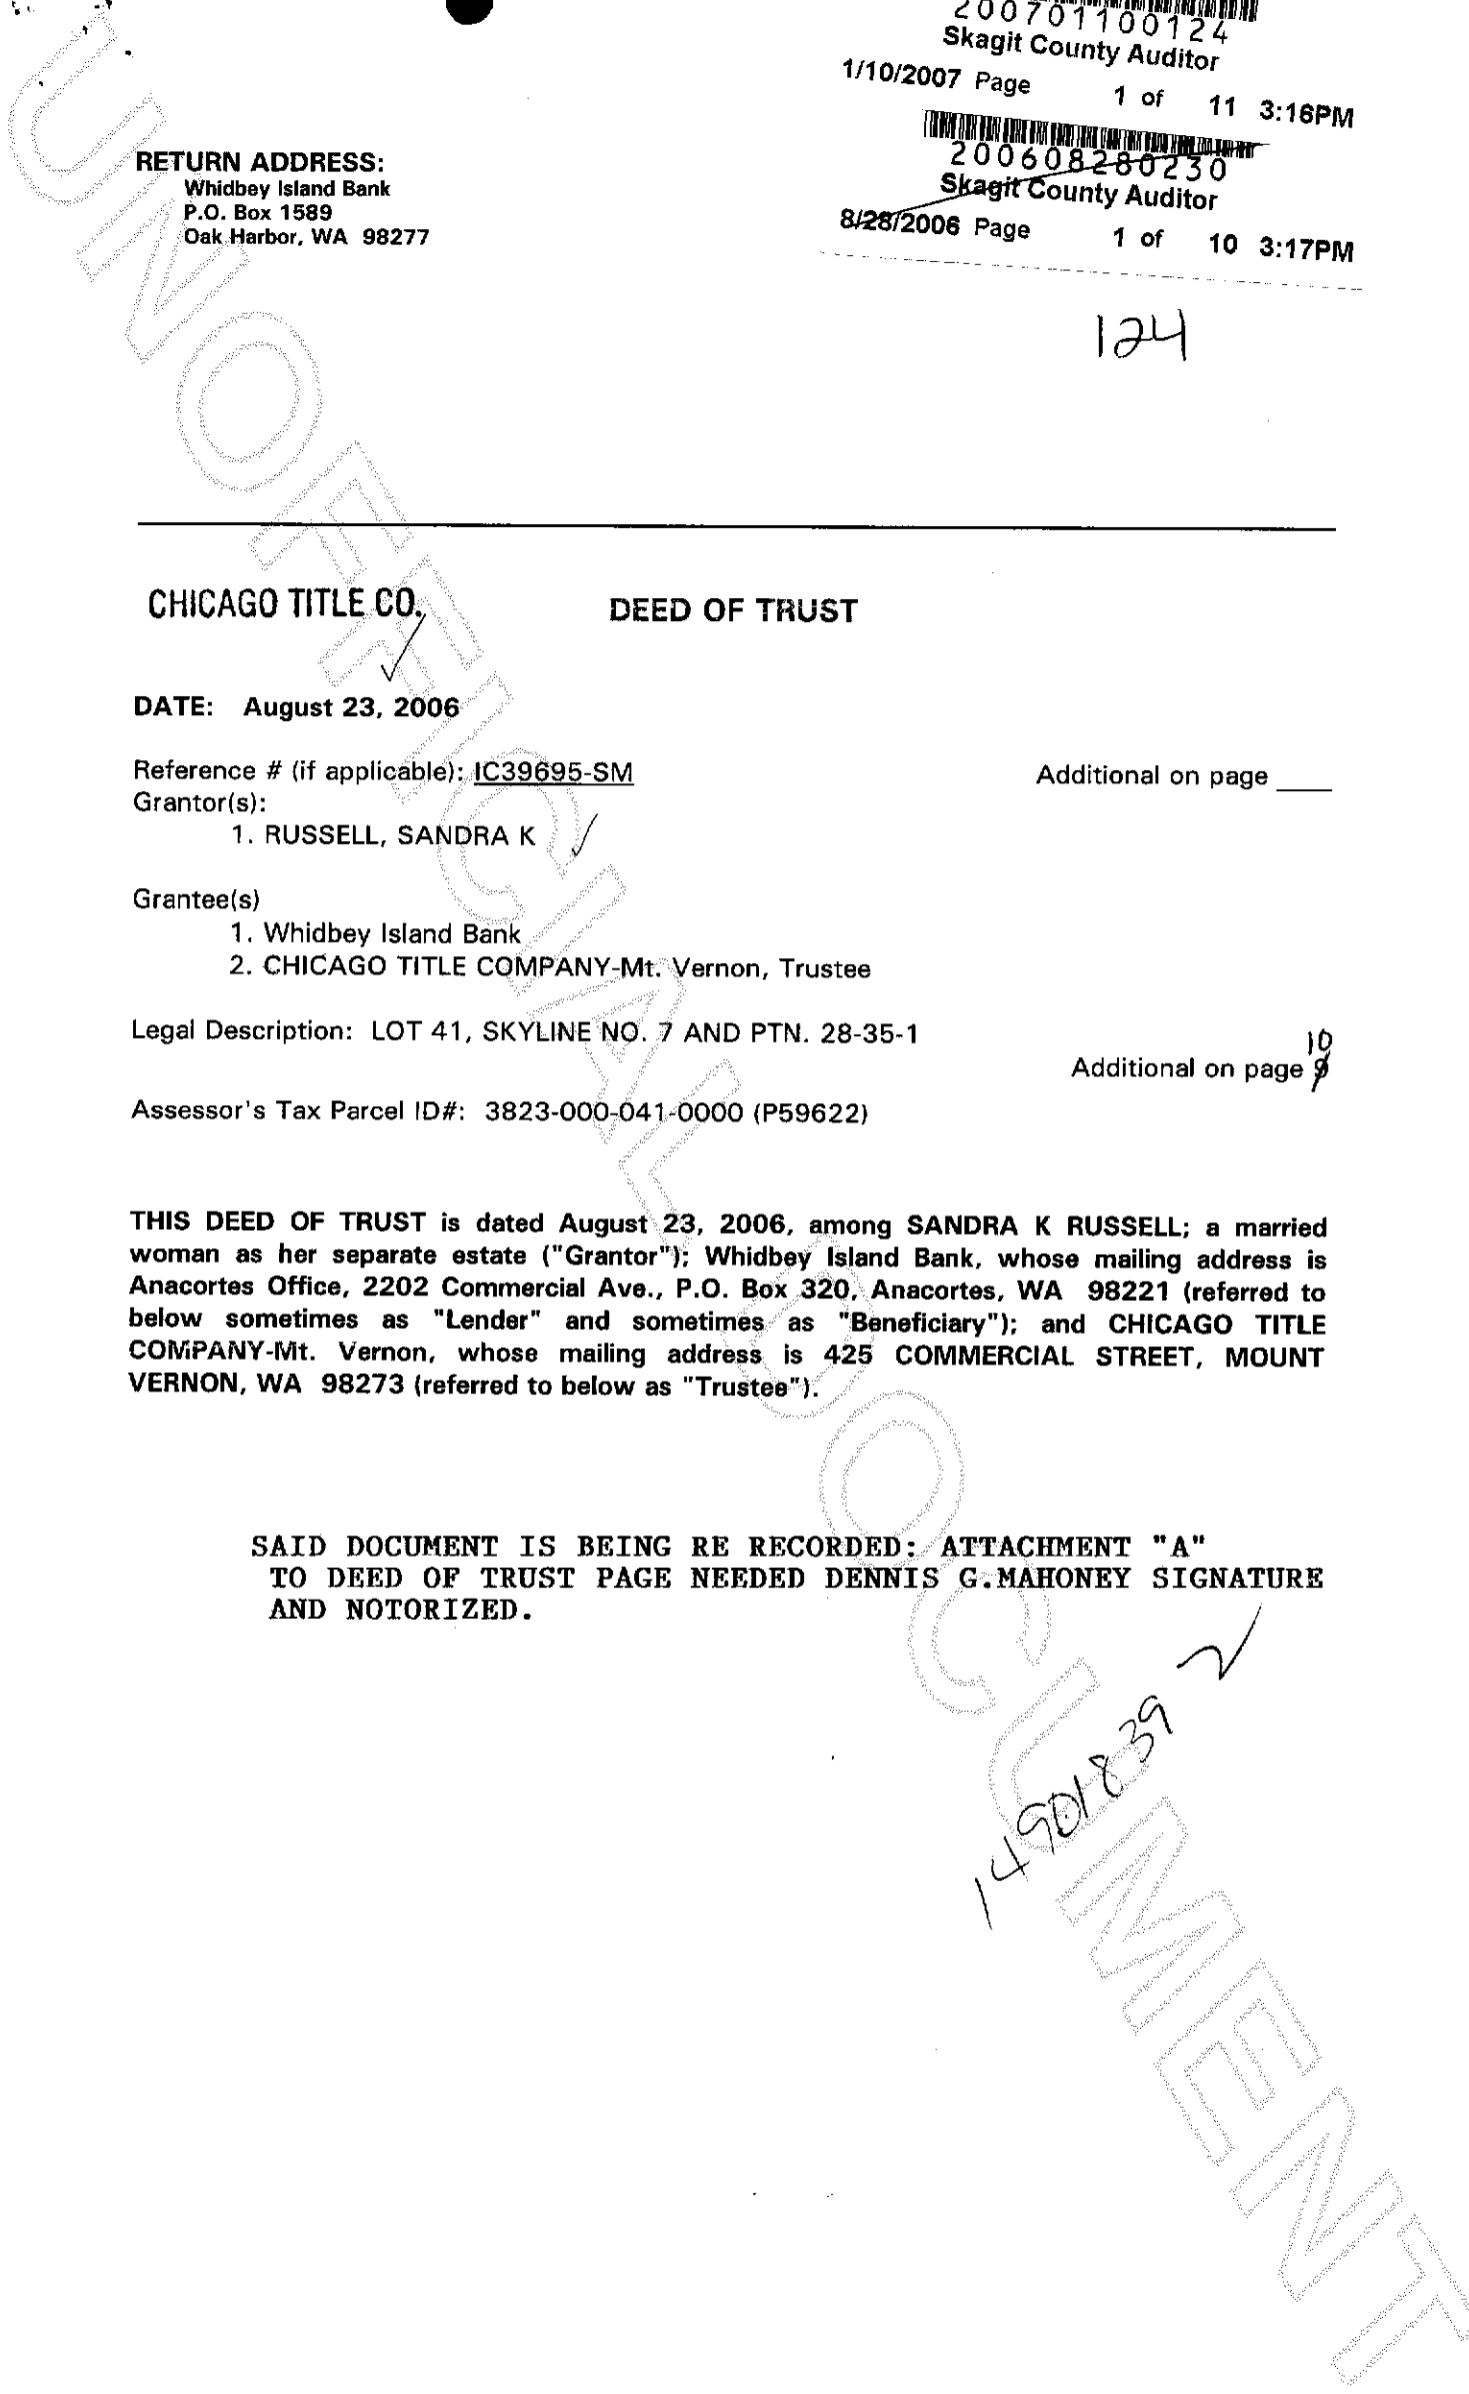 200701100124
Skagit County Auditor
1/10/2007 Page 1 of 11 3:16PM
200608280230
Skagit County Auditor
8/28/2006 Page 1 of 10 3:17PM
124
RETURN ADDRESS:
Whidbey Island Bank
P.O. Box 1589
Oak Harbor, WA 98277
CHICAGO TITLE CO.
DEED OF TRUST
DATE: August 23, 2006
Reference # (if applicable): IC39695-SM Additional on page ____
Grantor(s):
1. RUSSELL, SANDRA K
Grantee(s)
1. Whidbey Island Bank
2. CHICAGO TITLE COMPANY-Mt. Vernon, Trustee
Legal Description: LOT 41, SKYLINE NO. 7 AND PTN. 28-35-1
10
Additional on page 9
Assessor's Tax Parcel ID#: 3823-000-041-0000 (P59622)
THIS DEED OF TRUST is dated August 23, 2006, among SANDRA K RUSSELL; a married
woman as her separate estate ("Grantor"); Whidbey Island Bank, whose mailing address is
Anacortes Office, 2202 Commercial Ave., P.O. Box 320, Anacortes, WA 98221 (referred to
below sometimes as "Lender" and sometimes as "Beneficiary"); and CHICAGO TITLE
COMPANY-Mt. Vernon, whose mailing address is 425 COMMERCIAL STREET, MOUNT
VERNON, WA 98273 (referred to below as "Trustee").
SAID DOCUMENT IS BEING RE RECORDED: ATTACHMENT "A"
TO DEED OF TRUST PAGE NEEDED DENNIS G.MAHONEY SIGNATURE
AND NOTORIZED.
UNOFFICIAL DOCUMENT